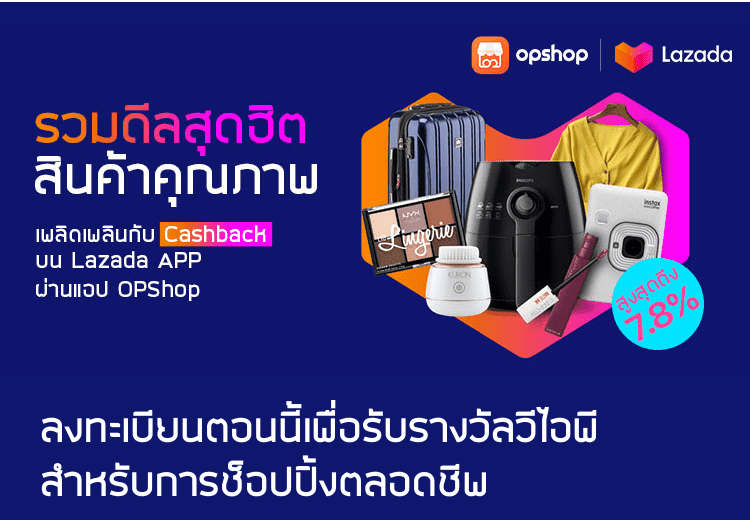 opshop
Lazada
รวมดีลสุดฮิต
สินค้าคุณภาพ
เพลิดเพลินกับ Cashback
บน Lazada APP
ผ่านแอป OPShop
PHILIPS
instax
NYX
Lingerie
KURON
สูงสุดถึง
7.8%
ลงทะเบียนตอนนี้เพื่อรับรางวัลวีไอพี
สำหรับการช็อปปิ้งตลอดชีพ